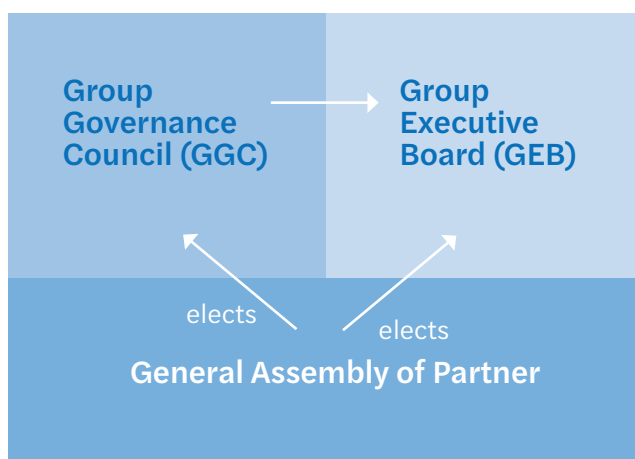 Group
Governance
Council (GGC)
Group
Executive
Board (GEB)
elects
elects
General Assembly of Partner